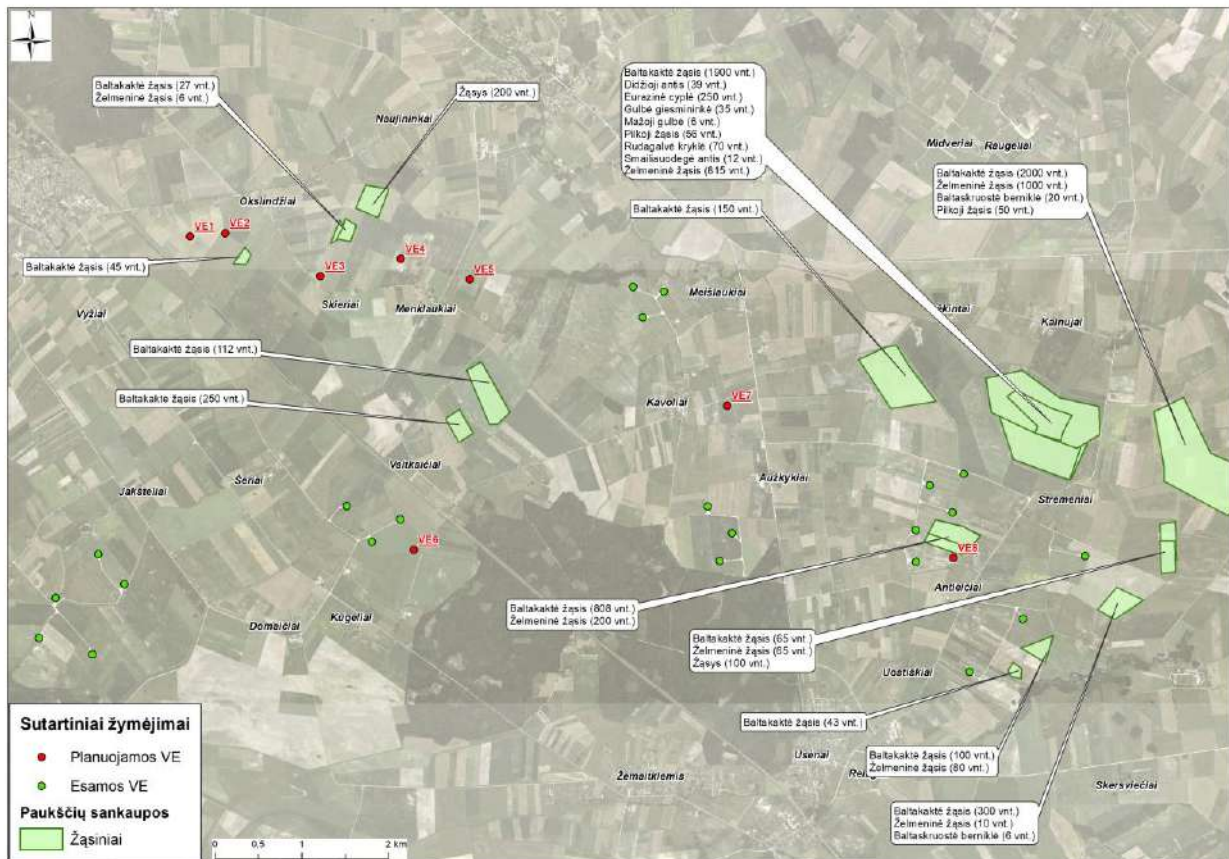 N
Baltakaktė žąsis (27 vnt.)
Želmeninė žąsis (6 vnt.)
Žąsys (200 vnt.)
Naujininkai
Baltakaktė žąsis (1900 vnt.)
Didžioji antis (39 vnt.)
Eurazinė cyplė (250 vnt.)
Gulbė giesmininkė (35 vnt.)
Mažoji gulbė (6 vnt.)
Pilkoji žąsis (56 vnt.)
Rudagalvė kryklė (70 vnt.)
Smailiauodegė antis (12 vnt.)
Želmeninė žąsis (615 vnt.)
Midveriai
Raugeliai
Baltakaktė žąsis (2000 vnt.)
Želmeninė žąsis (1000 vnt.)
Baltaskruostė berniklė (20 vnt.)
Pilkoji žąsis (50 vnt.)
Okslindžiai
Baltakaktė žąsis (150 vnt.)
VE1
VE2
VE4
Baltakaktė žąsis (45 vnt.)
VE3
VE5
Skieriai
Menklaukiai
Meišlaukiai
Vyžiai
Kalnujai
Baltakaktė žąsis (112 vnt.)
Baltakaktė žąsis (250 vnt.)
Kavoliai
VE7
Vaitkaičiai
Šeriai
Jakšteliai
Aužkykiai
Stremeniai
VE6
VE8
Antleičiai
Baltakaktė žąsis (808 vnt.)
Želmeninė žąsis (200 vnt.)
Domaičiai
Kūgeliai
Baltakaktė žąsis (65 vnt.)
Želmeninė žąsis (65 vnt.)
Žąsys (100 vnt.)
Uostiškiai
Baltakaktė žąsis (43 vnt.)
Usėnai
Žemaitkiemis
Baltakaktė žąsis (100 vnt.)
Želmeninė žąsis (80 vnt.)
Skersviečiai
Baltakaktė žąsis (300 vnt.)
Želmeninė žąsis (10 vnt.)
Baltaskruostė berniklė (6 vnt.)
Sutartiniai žymėjimai
Planuojamos VE
Esamos VE
Paukščių sankaupos
Žąsiniai
0 0,5 1 2 km